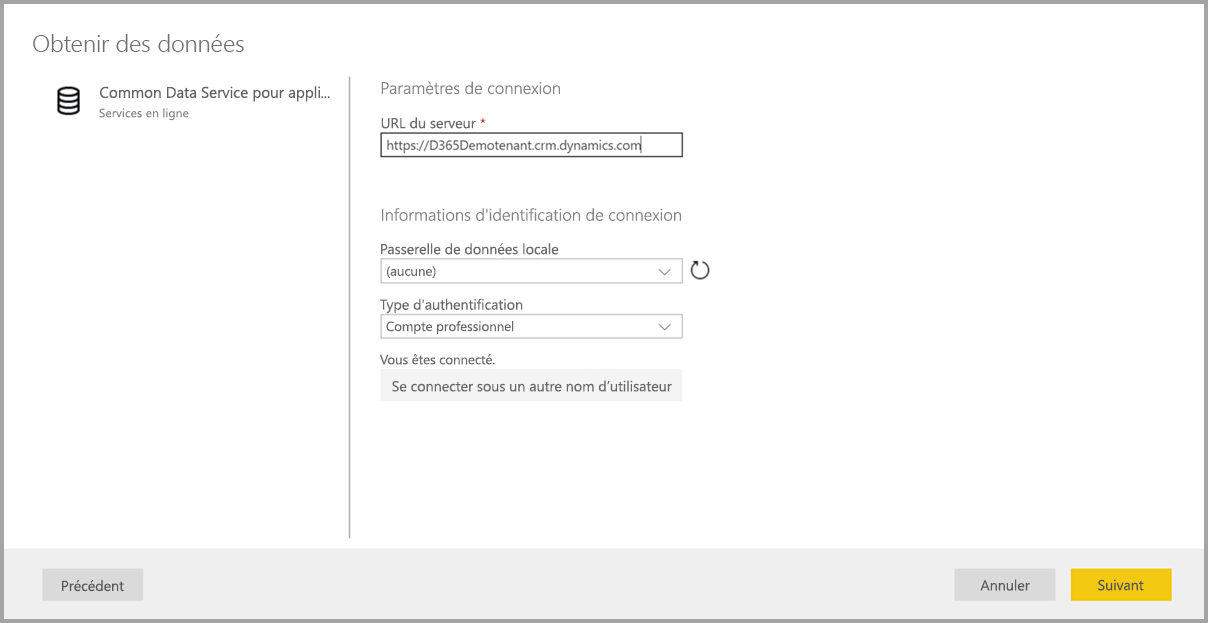 Obtenir des données
Common Data Service pour appli...
Services en ligne
Paramètres de connexion
URL du serveur *
https://D365Demotenant.crm.dynamics.com
Informations d'identification de connexion
Passerelle de données locale
(aucune)
Type d'authentification
Compte professionnel
Vous êtes connecté.
Se connecter sous un autre nom d’utilisateur
Précédent
Annuler
Suivant